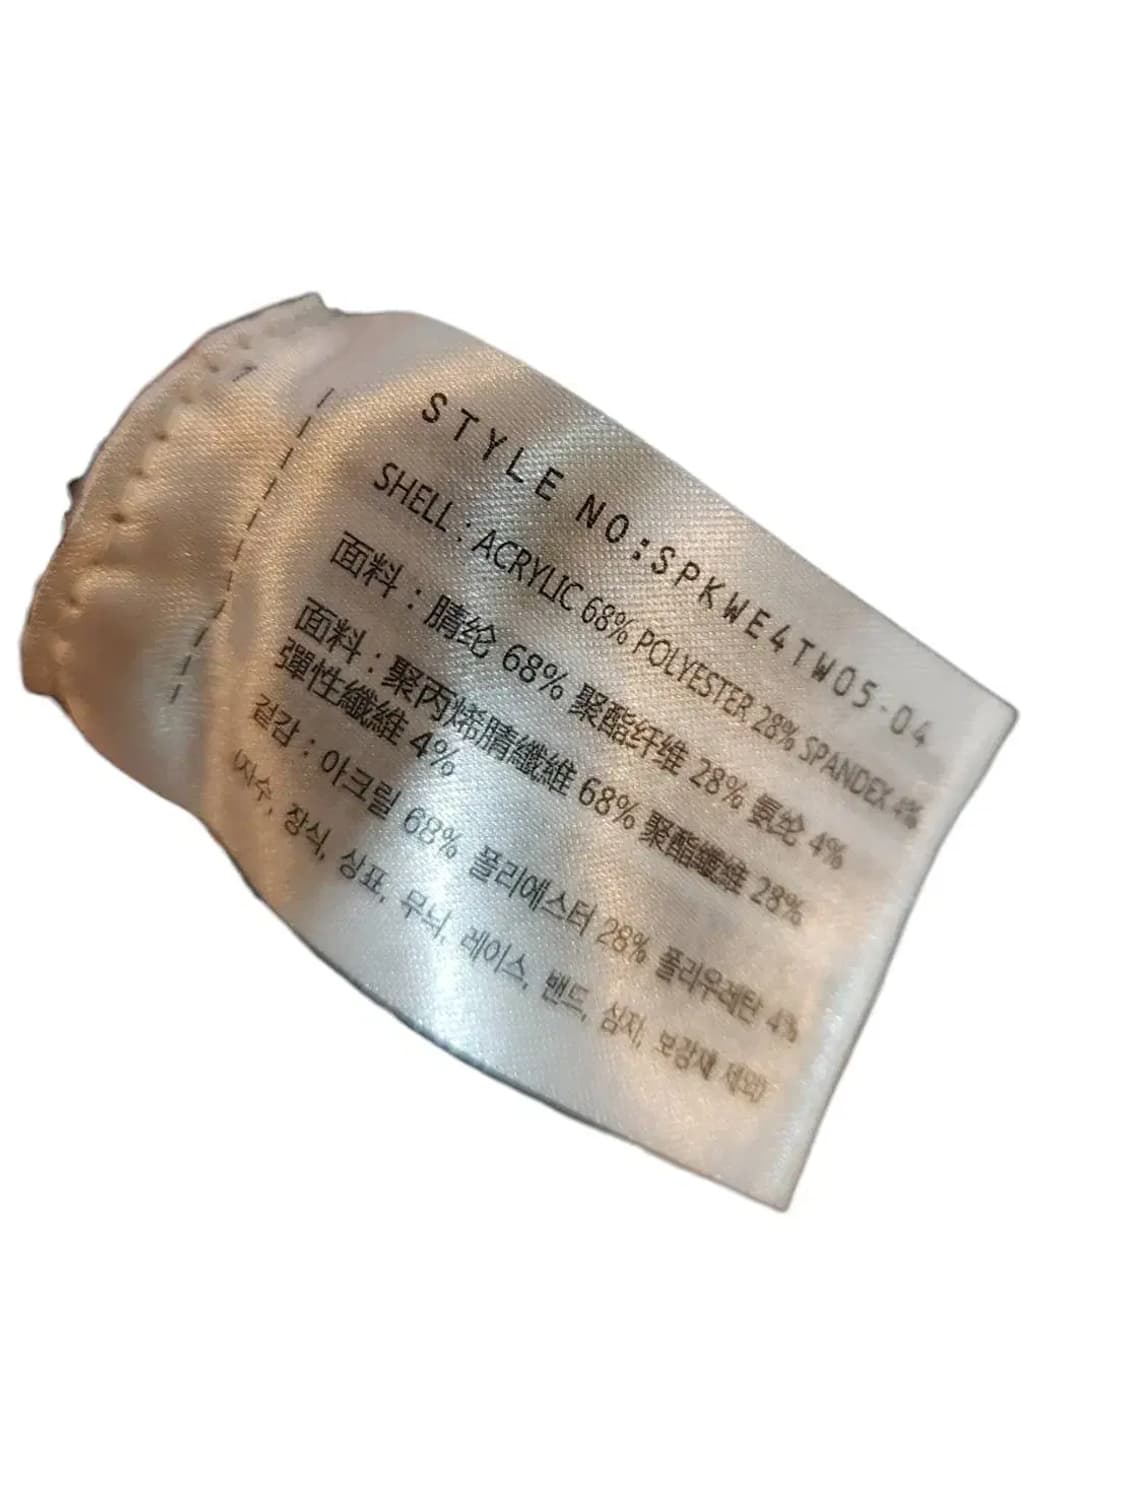 STYLE NO:SPKWE4TW05-04
SHELL : ACRYLIC 68% POLYESTER 28% SPANDEX 4%
面料 : 腈纶 68% 聚酯纤维 28% 氨纶 4%
面料 : 聚丙烯腈纖維 68% 聚酯纖維 28%
彈性纖維 4%
겉감 : 아크릴 68% 폴리에스터 28% 폴리우레탄 4%
(자수, 장식, 상표, 무늬, 레이스, 밴드, 심지, 보강재 제외)